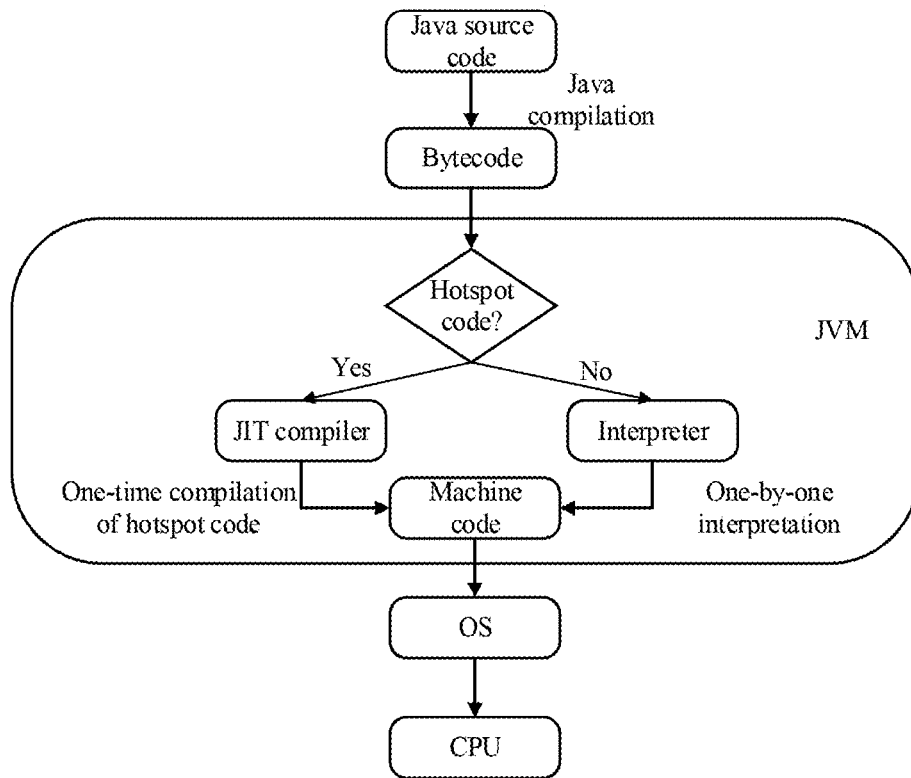 Java source
code
Java
compilation
Bytecode
Hotspot
code?
JVM
Yes
No
JIT compiler
Interpreter
One-time compilation
of hotspot code
Machine
code
One-by-one
interpretation
OS
CPU